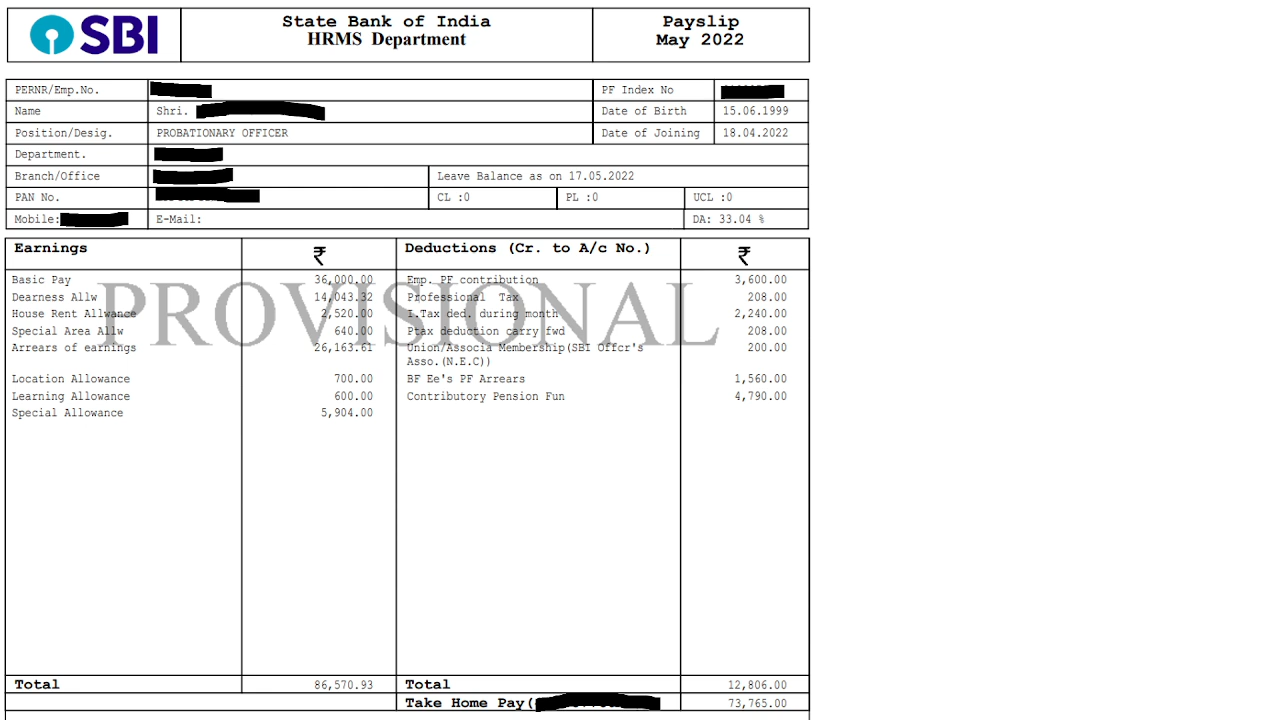 SBI
State Bank of India
HRMS Department
Payslip
May 2022
PERNR/Emp.No.
PF Index No
Name Shri.
Date of Birth 15.06.1999
Position/Desig. PROBATIONARY OFFICER
Date of Joining 18.04.2022
Department.
Branch/Office
Leave Balance as on 17.05.2022
PAN No.
CL :0 PL :0 UCL :0
Mobile: E-Mail: DA: 33.04 %
Earnings ₹ Deductions (Cr. to A/c No.) ₹
Basic Pay 36,000.00 Emp. PF contribution 3,600.00
Dearness Allw 14,043.32 Professional Tax 208.00
House Rent Allwance 2,520.00 I.Tax ded. during month 2,240.00
Special Area Allw 640.00 Ptax deduction carry fwd 208.00
Arrears of earnings 26,163.61 Union/Associa Membership(SBI Offcr's 200.00
Asso.(N.E.C))
Location Allowance 700.00 BF Ee's PF Arrears 1,560.00
Learning Allowance 600.00 Contributory Pension Fun 4,790.00
Special Allowance 5,904.00
PROVISIONAL
Total 86,570.93 Total 12,806.00
Take Home Pay( 73,765.00